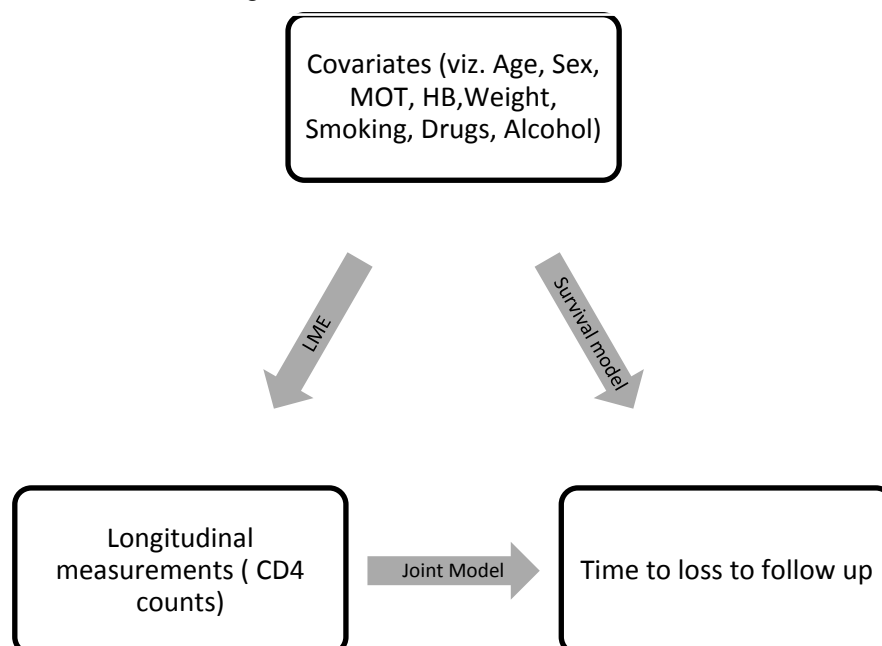 Covariates (viz. Age, Sex,
MOT, HB,Weight,
Smoking, Drugs, Alcohol)
LME
Survival model
Longitudinal
measurements ( CD4
counts)
Joint Model
Time to loss to follow up